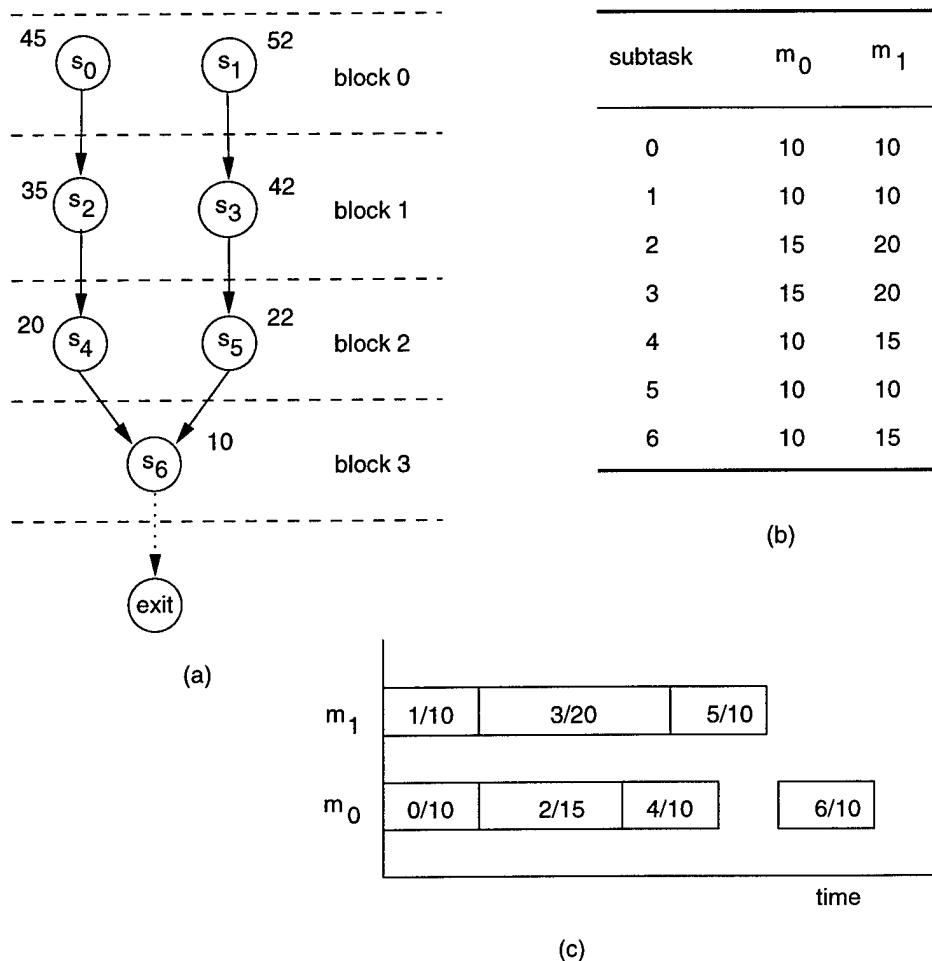 45 s0 52 s1 block 0
35 s2 42 s3 block 1
20 s4 22 s5 block 2
10 s6 block 3
exit
(a)
subtask m0 m1
0 10 10
1 10 10
2 15 20
3 15 20
4 10 15
5 10 10
6 10 15
(b)
m1 1/10 3/20 5/10
m0 0/10 2/15 4/10 6/10
time
(c)